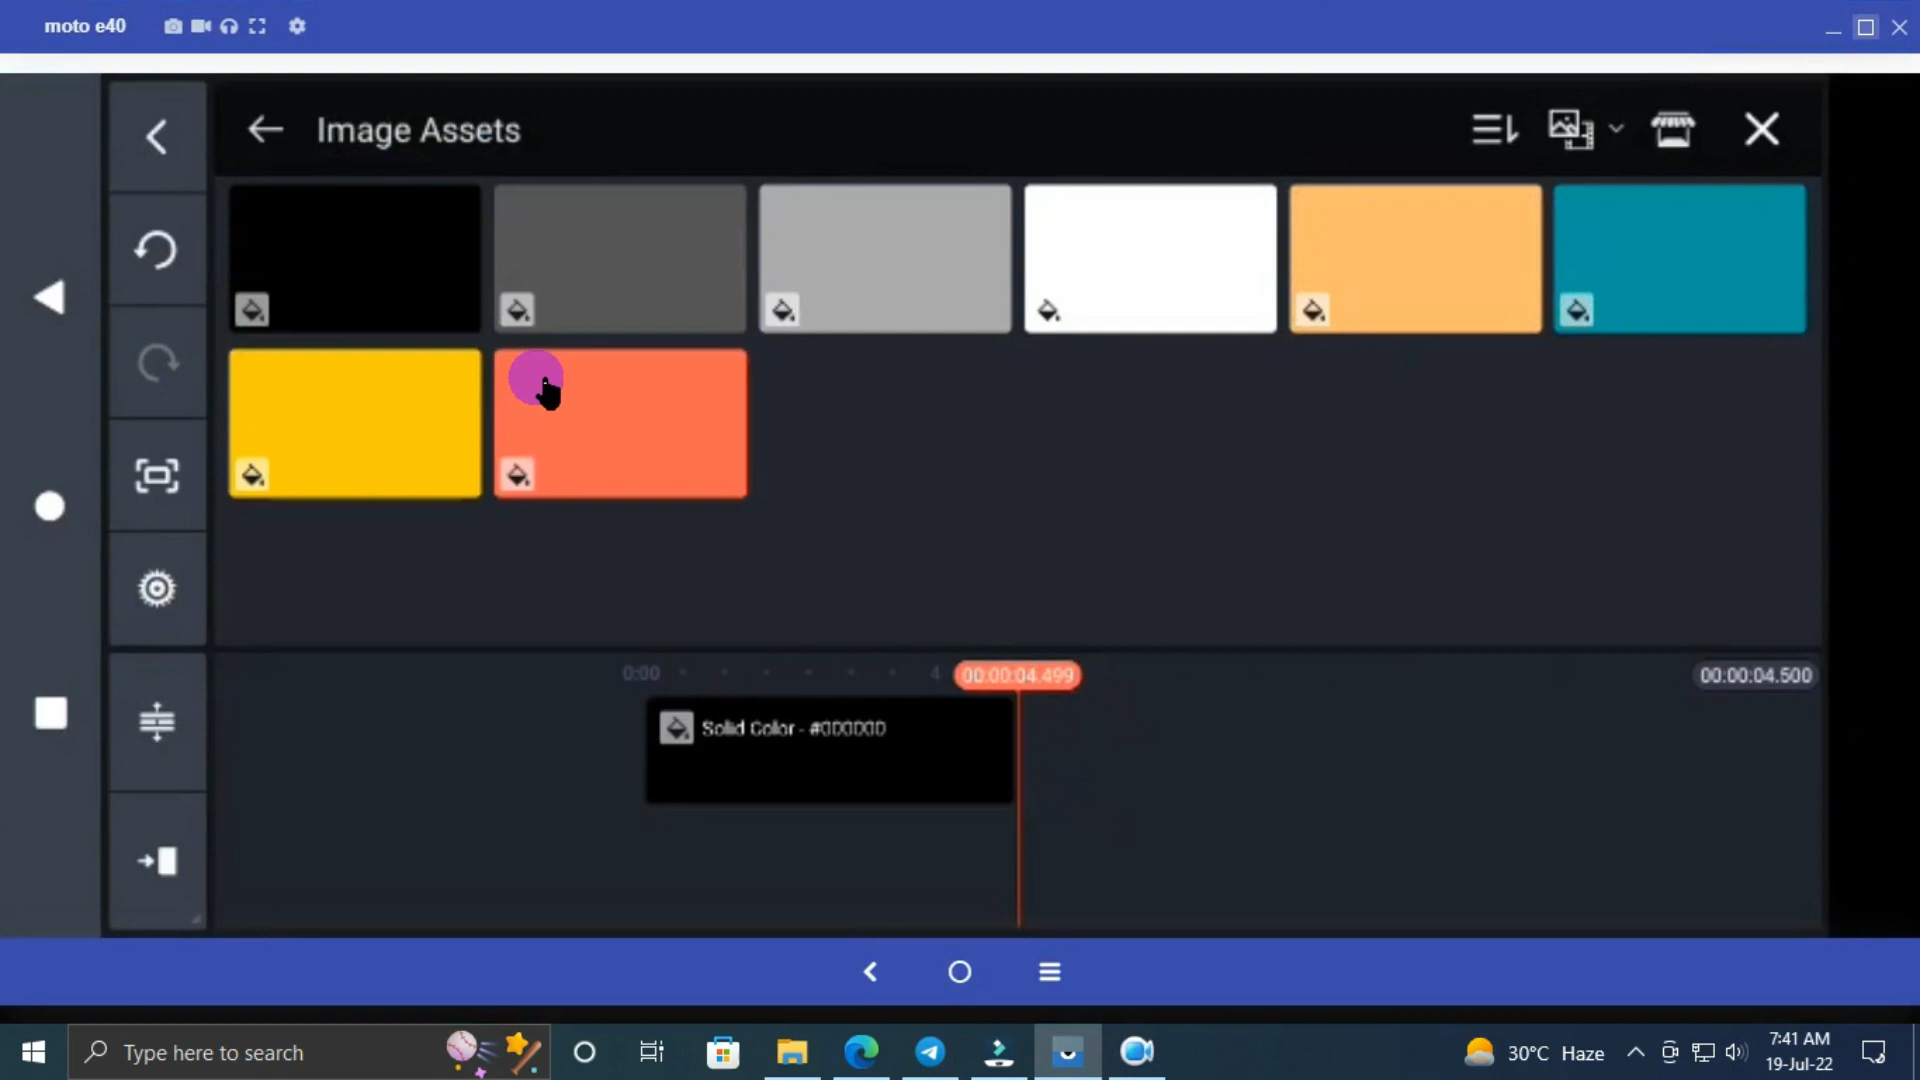 moto e40
Image Assets
0:00
4
00:00:04.499
00:00:04.500
Solid Color - #000000
Type here to search
30°C Haze
7:41 AM
19-Jul-22